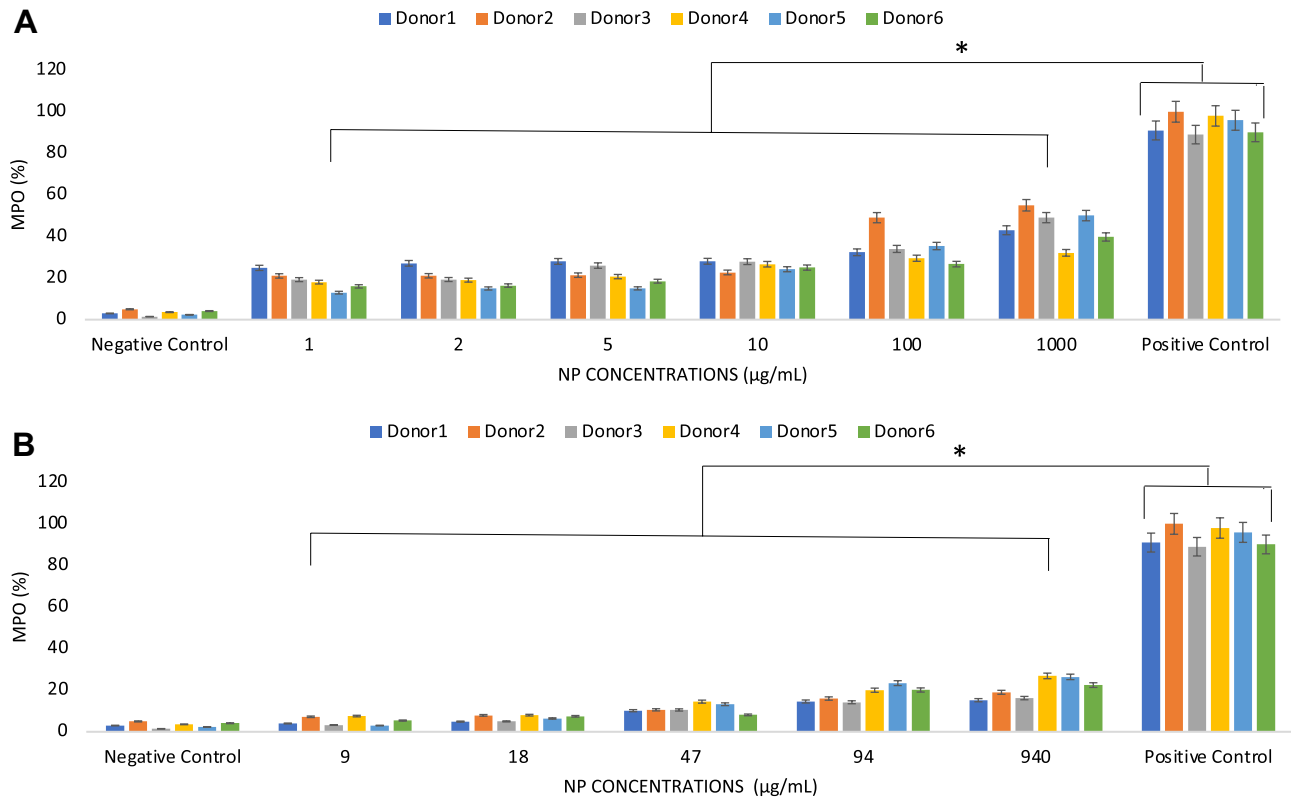 A
Donor1 Donor2 Donor3 Donor4 Donor5 Donor6
*
120
100
80
60
40
20
0
MPO (%)
Negative Control 1 2 5 10 100 1000 Positive Control
NP CONCENTRATIONS (µg/mL)
B
Donor1 Donor2 Donor3 Donor4 Donor5 Donor6
*
120
100
80
60
40
20
0
MPO (%)
Negative Control 9 18 47 94 940 Positive Control
NP CONCENTRATIONS (µg/mL)